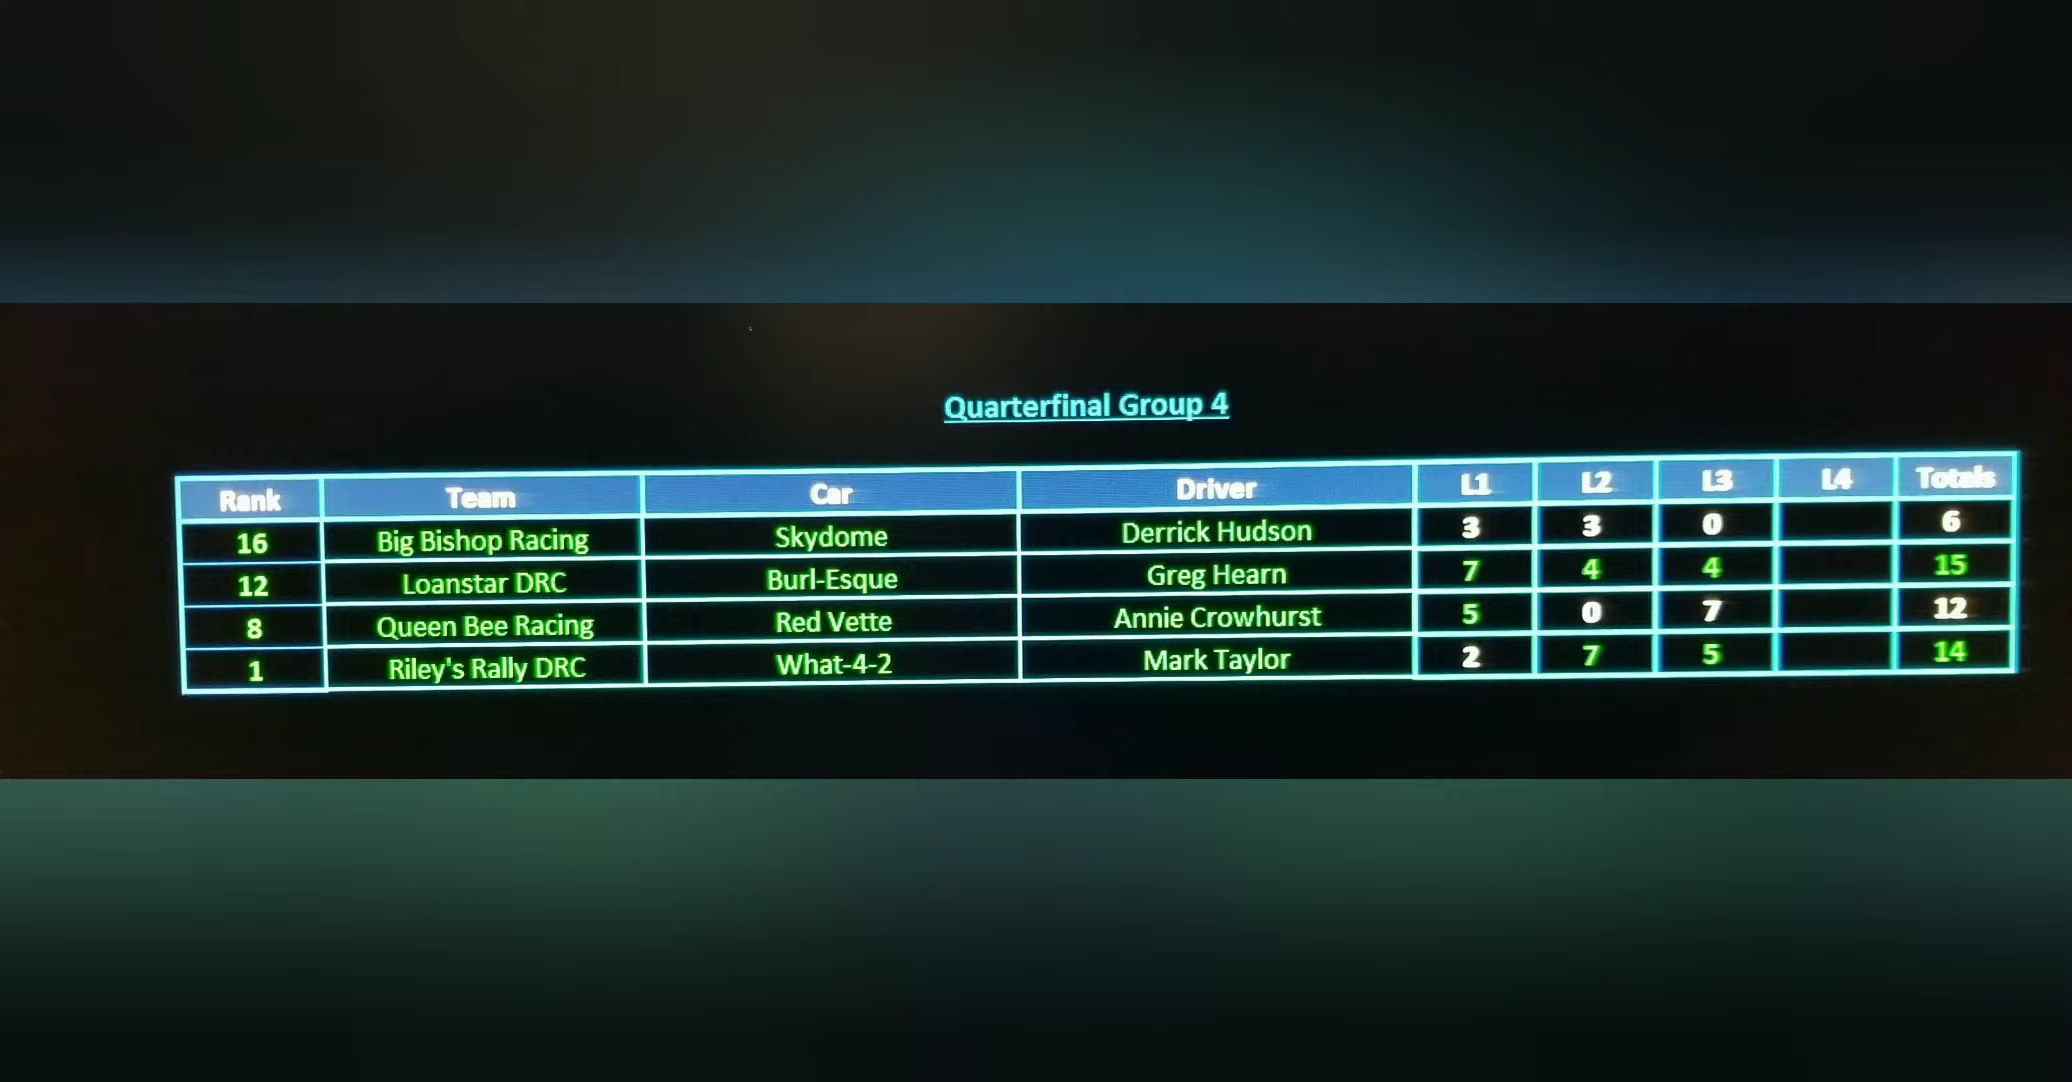 Quarterfinal Group 4
Rank Team Car Driver L1 L2 L3 L4 Totals
16 Big Bishop Racing Skydome Derrick Hudson 3 3 0 6
12 Loanstar DRC Burl-Esque Greg Hearn 7 4 4 15
8 Queen Bee Racing Red Vette Annie Crowhurst 5 0 7 12
1 Riley's Rally DRC What-4-2 Mark Taylor 2 7 5 14